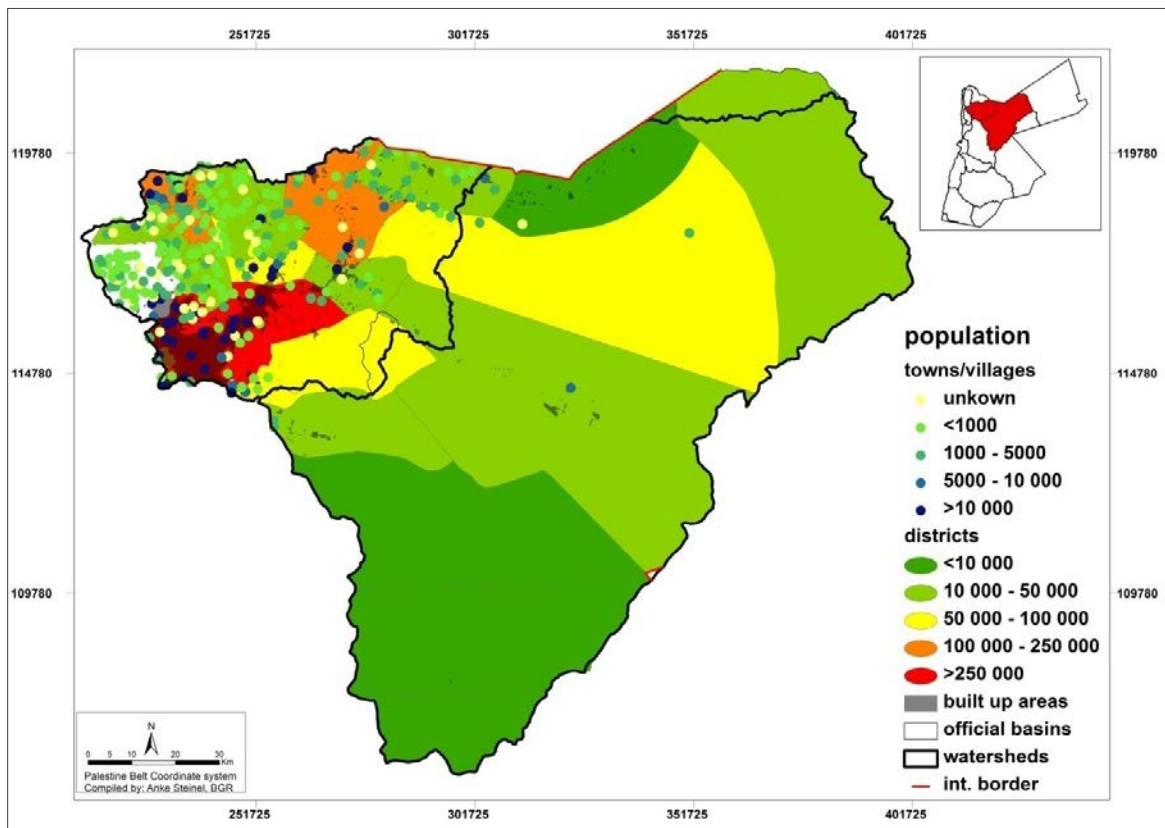 251725 301725 351725 401725
119780 119780
114780 114780
109780 109780
population
towns/villages
unkown
<1000
1000 - 5000
5000 - 10 000
>10 000
districts
<10 000
10 000 - 50 000
50 000 - 100 000
100 000 - 250 000
>250 000
built up areas
official basins
watersheds
int. border
N
0 5 10 20 30
Km
Palestine Belt Coordinate system
Compiled by: Anke Steinel, BGR
251725 301725 351725 401725